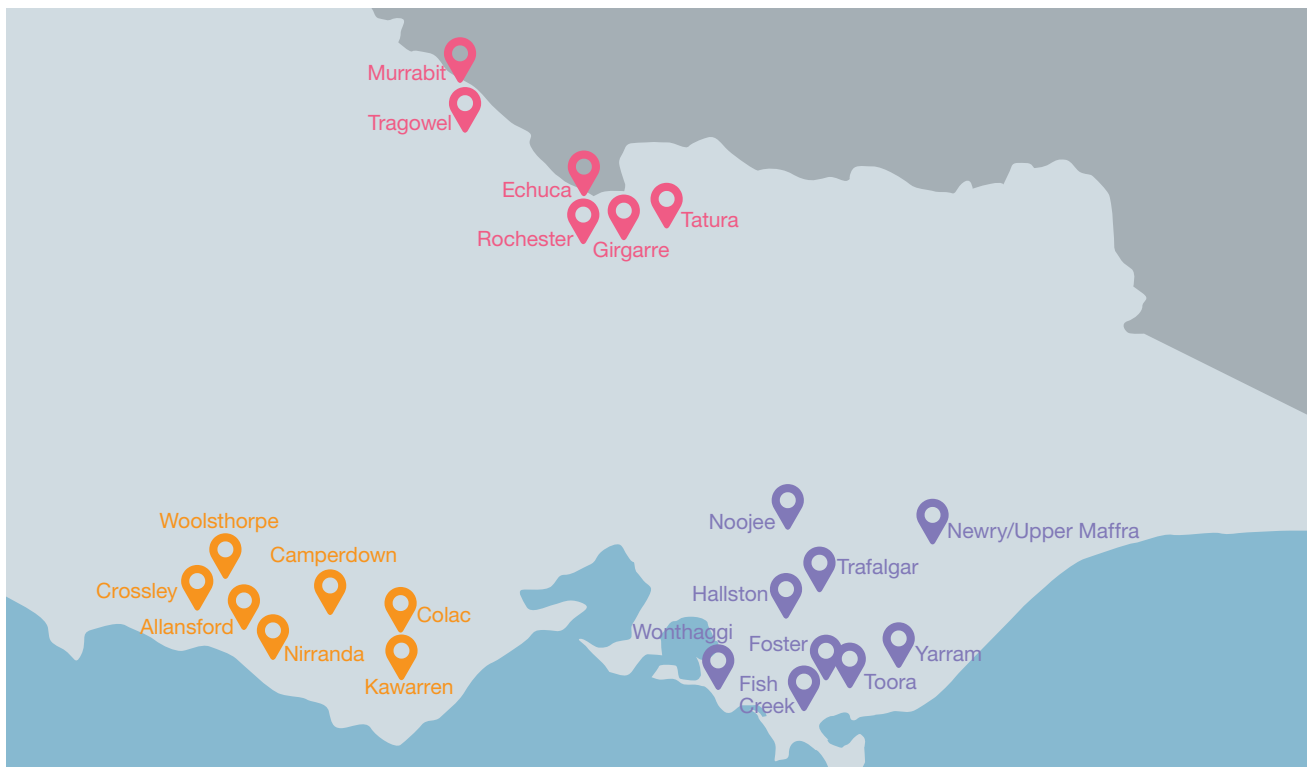 Murrabit
Tragowel
Echuca
Rochester
Girgarre
Tatura
Woolsthorpe
Camperdown
Crossley
Allansford
Nirranda
Colac
Kawarren
Noojee
Newry/Upper Maffra
Trafalgar
Hallston
Wonthaggi
Foster
Yarram
Toora
Fish
Creek